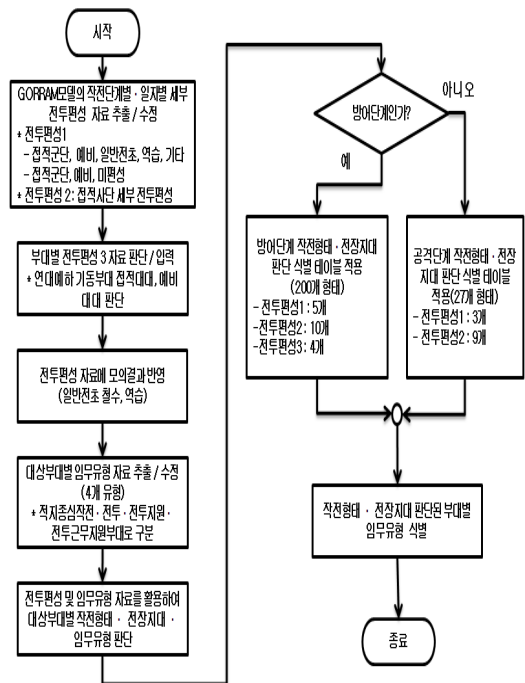 시작
GORRAM모델의 작전단계별·일자별 세부
전투편성 자료 추출 / 수정
* 전투편성1
- 접적군단, 예비, 일반전초, 역습, 기타
- 접적군단, 예비, 미편성
* 전투편성 2 : 접적사단 세부 전투편성
부대별 전투편성 3 자료 판단 / 입력
* 연대예하 기동부대 접적대대, 예비
대대 판단
전투편성 자료에 모의결과 반영
(일반전초 철수, 역습)
대상부대별 임무유형 자료 추출 / 수정
(4개 유형)
* 적지종심작전·전투·전투지원·
전투근무지원부대로 구분
전투편성 및 임무유형 자료를 활용하여
대상부대별 작전형태·전장지대·
임무유형 판단
방어단계인가?
아니오
예
방어단계 작전형태·전장지대
판단 식별 테이블 적용
(200개 형태)
- 전투편성1 : 5개
- 전투편성2 : 10개
-전투편성3 : 4개
공격단계 작전형태·전장
지대 판단 식별 테이블
적용(27개 형태)
- 전투편성1 : 3개
- 전투편성2 : 9개
작전형태·전장지대 판단된 부대별
임무유형 식별
종료